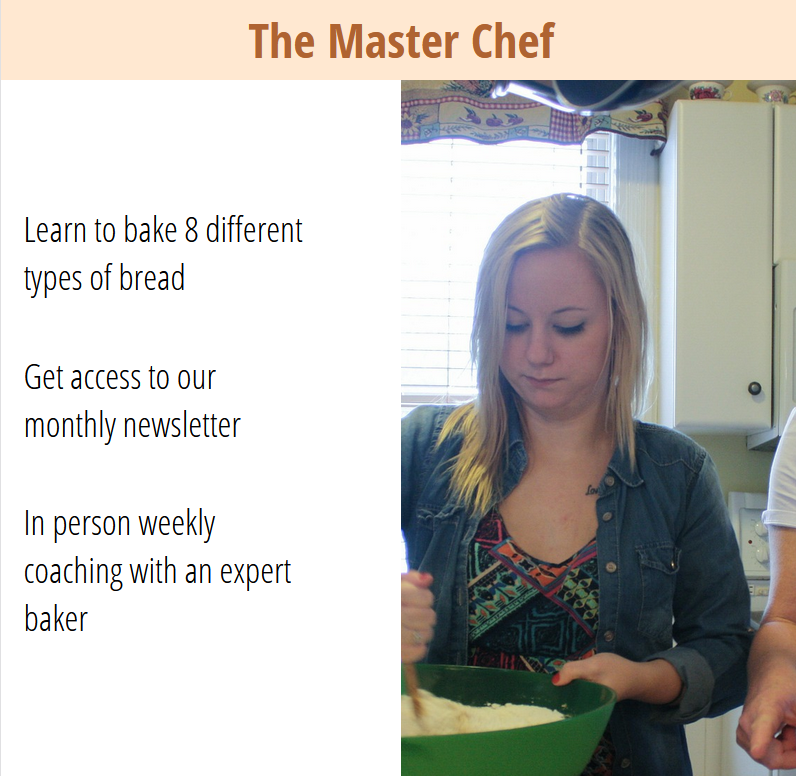 The Master Chef
Learn to bake 8 different
types of bread
Get access to our
monthly newsletter
In person weekly
coaching with an expert
baker